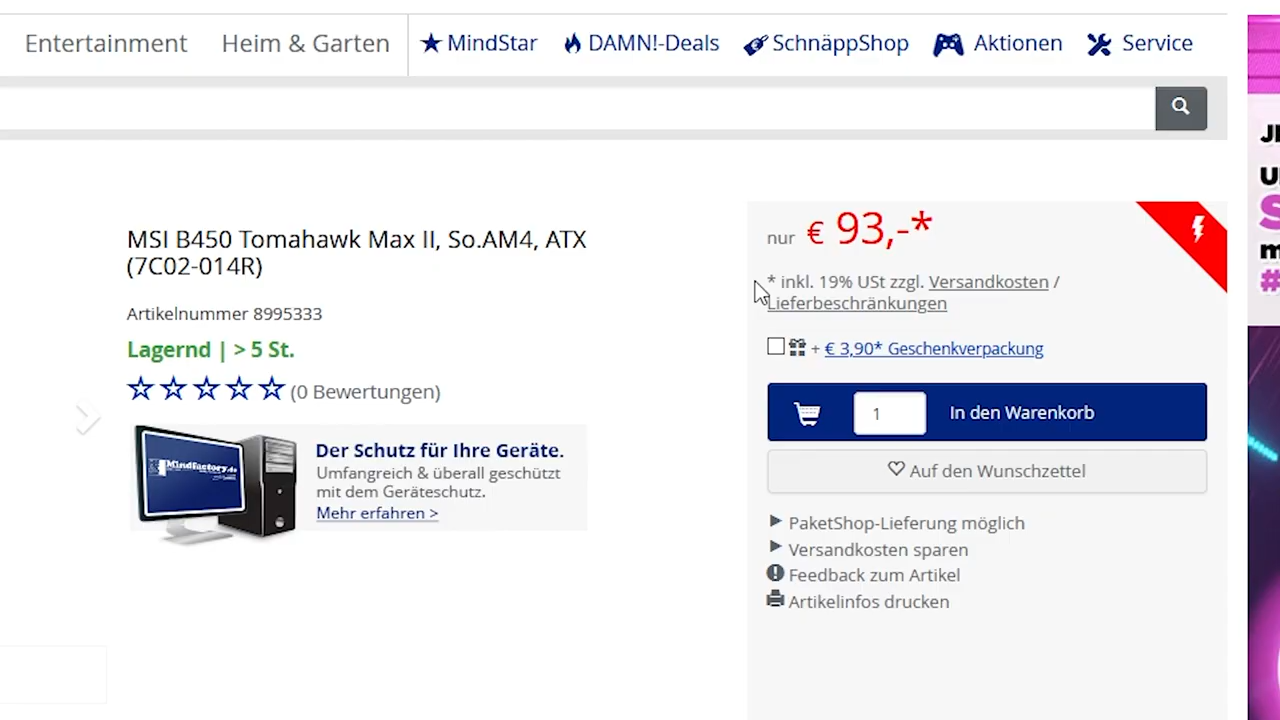 Entertainment Heim & Garten MindStar DAMN!-Deals SchnäppShop Aktionen Service
MSI B450 Tomahawk Max II, So.AM4, ATX
(7C02-014R)
Artikelnummer 8995333
Lagernd | > 5 St.
(0 Bewertungen)
Mindfactory.de
Der Schutz für Ihre Geräte.
Umfangreich & überall geschützt
mit dem Geräteschutz.
Mehr erfahren >
nur € 93,-*
* inkl. 19% USt zzgl. Versandkosten /
Lieferbeschränkungen
+ € 3,90* Geschenkverpackung
1 In den Warenkorb
Auf den Wunschzettel
PaketShop-Lieferung möglich
Versandkosten sparen
Feedback zum Artikel
Artikelinfos drucken